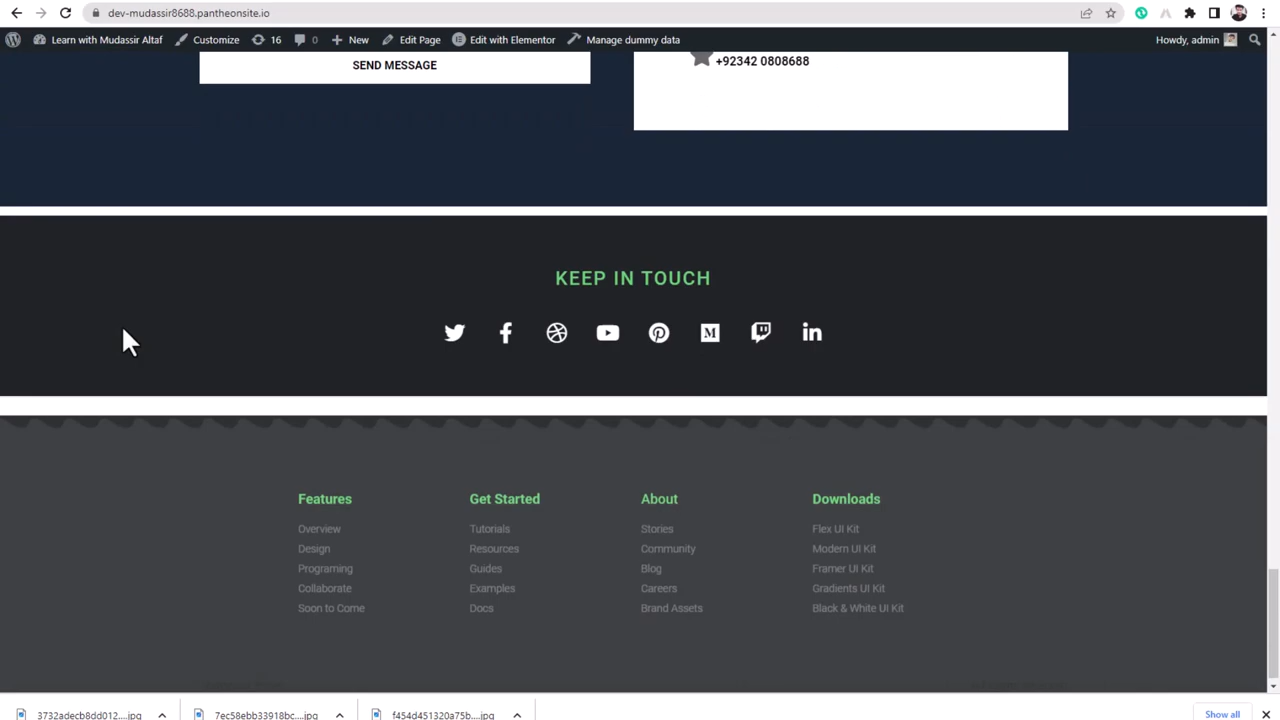 dev-mudassir8688.pantheonsite.io
Learn with Mudassir Altaf Customize 16 0 New Edit Page Edit with Elementor Manage dummy data Howdy, admin
SEND MESSAGE
+92342 0808688
KEEP IN TOUCH
Features Get Started About Downloads
Overview Tutorials Stories Flex UI Kit
Design Resources Community Modern UI Kit
Programing Guides Blog Framer UI Kit
Collaborate Examples Careers Gradients UI Kit
Soon to Come Docs Brand Assets Black & White UI Kit
3732adecb8dd012....jpg 7ec58ebb33918bc....jpg f454d451320a75b....jpg Show all